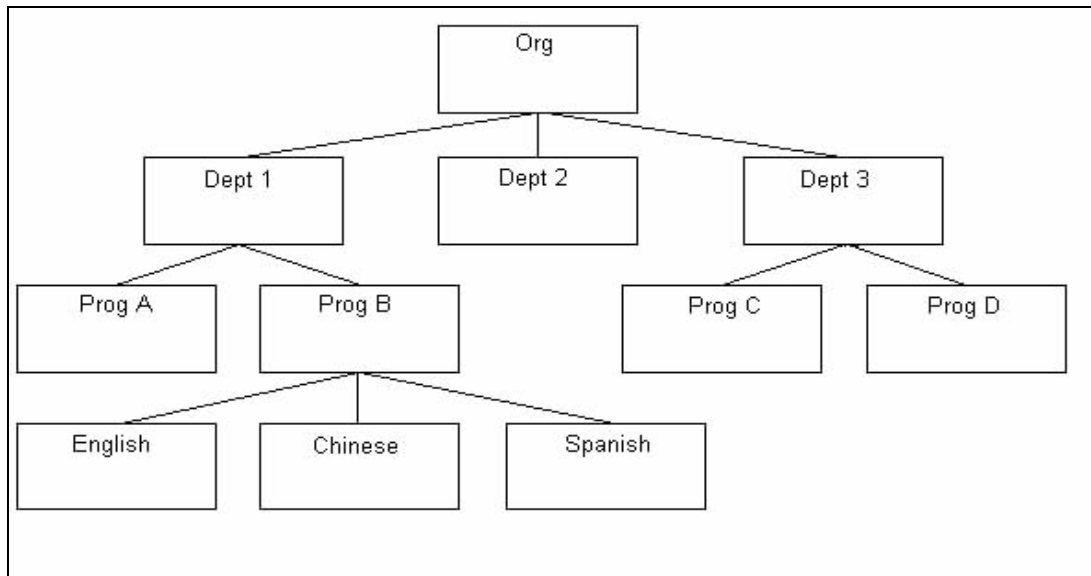 Org
Dept 1
Dept 2
Dept 3
Prog A
Prog B
Prog C
Prog D
English
Chinese
Spanish